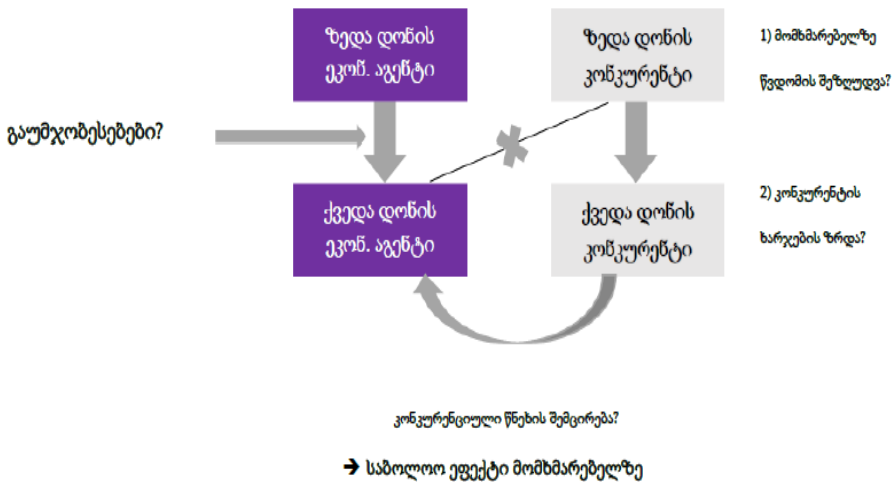 ზედა დონის
ეკონ. აგენტი
ზედა დონის
კონკურენტი
1) მომხმარებელზე
წვდომის შეზღუდვა?
გაუმჯობესებები?
ქვედა დონის
ეკონ. აგენტი
ქვედა დონის
კონკურენტი
2) კონკურენტის
ხარჯების ზრდა?
კონკურენციული წნეხის შემცირება?
➔ საბოლოო ეფექტი მომხმარებელზე